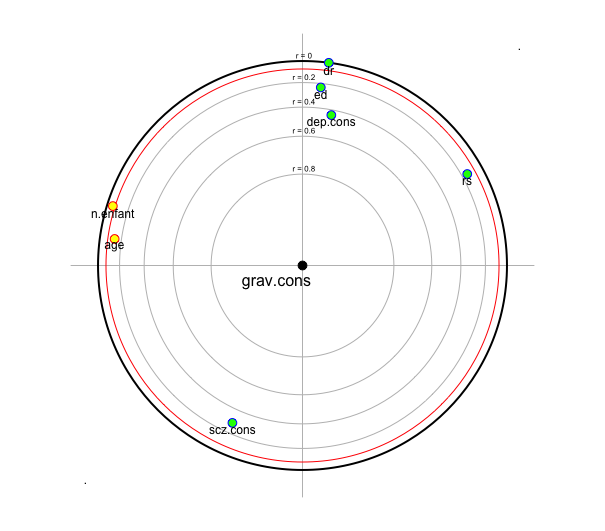 r = 0
dr
r = 0.2
ed
r = 0.4
dep.cons
r = 0.6
r = 0.8
rs
n.enfant
age
grav.cons
scz.cons